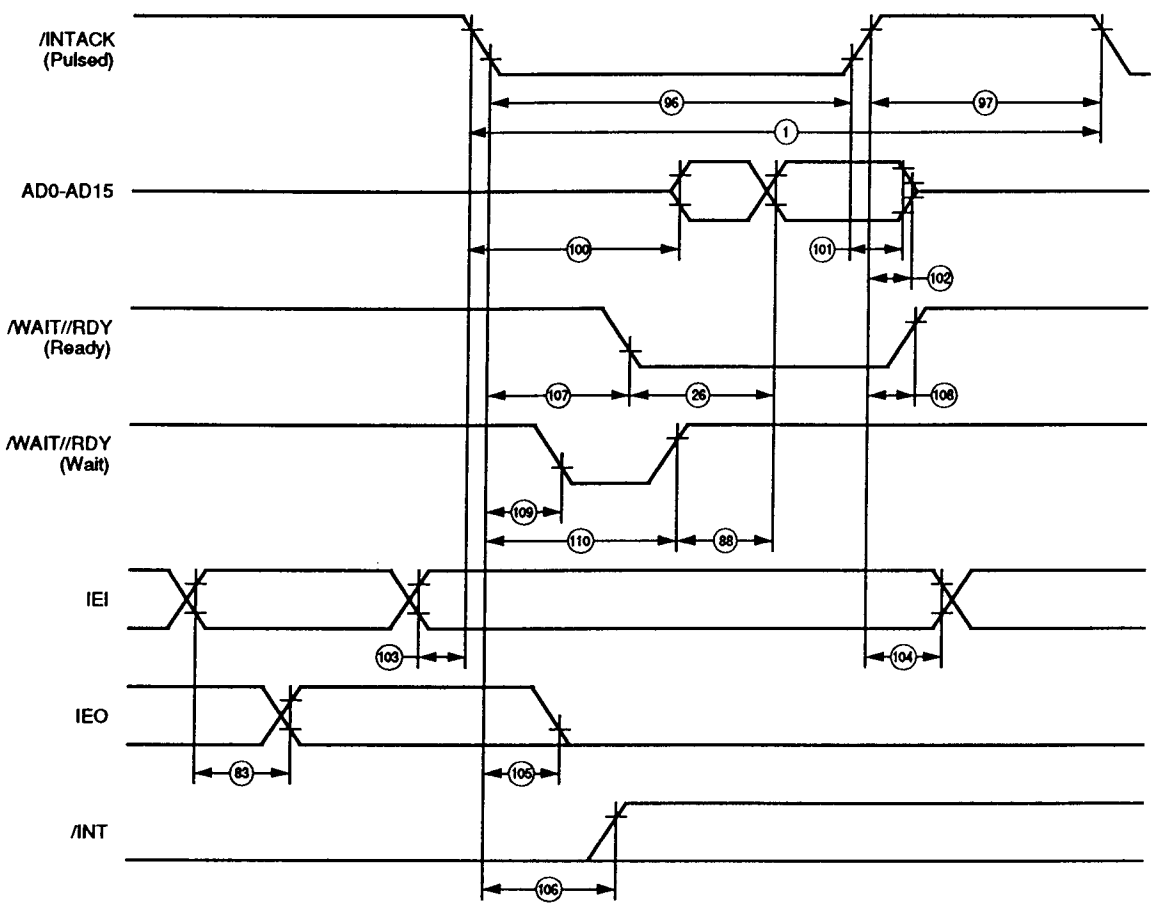 /INTACK
(Pulsed)
96
97
1
AD0-AD15
100
101
102
/WAIT//RDY
(Ready)
107
26
108
/WAIT//RDY
(Wait)
109
110
88
IEI
103
104
IEO
83
105
/INT
106